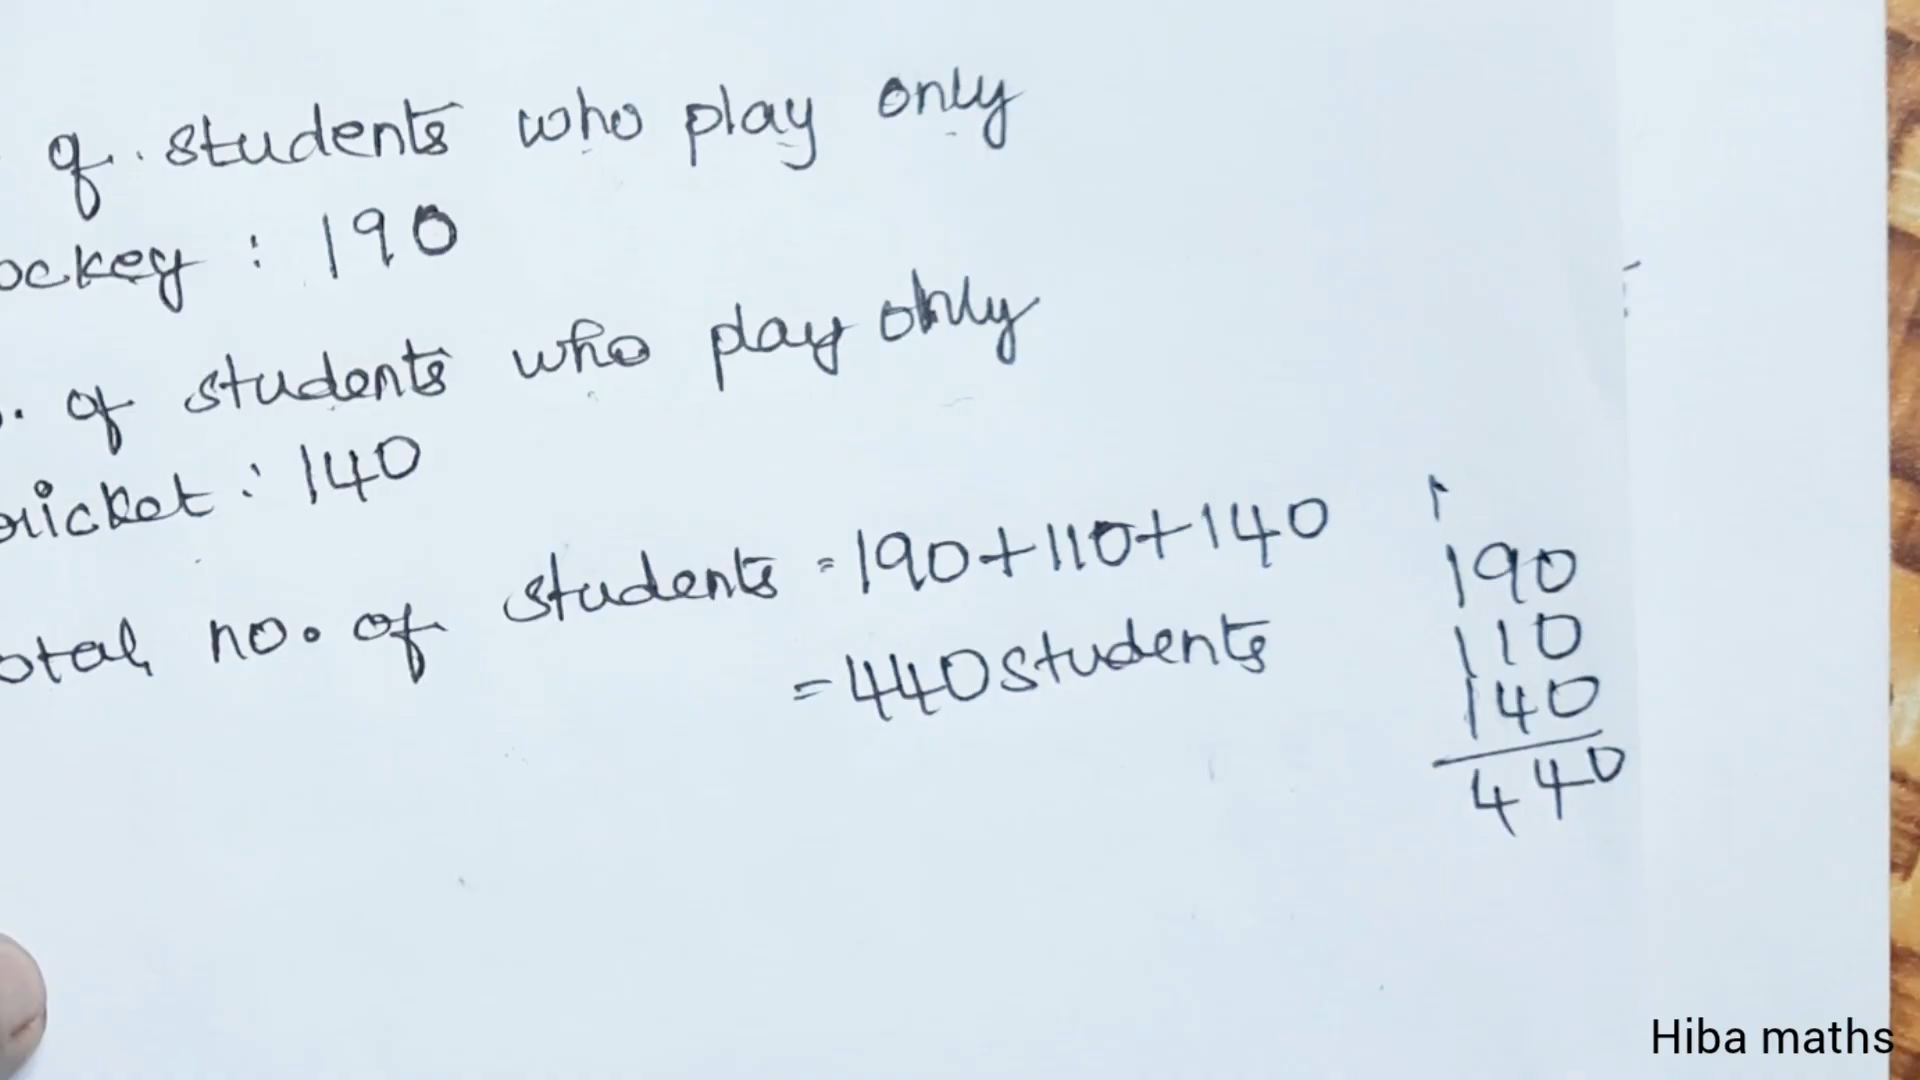 of students who play only
ockey : 190
. of students who play only
ricket : 140
otal no. of students = 190+110+140
= 440 students
1
190
110
140
440
Hiba maths